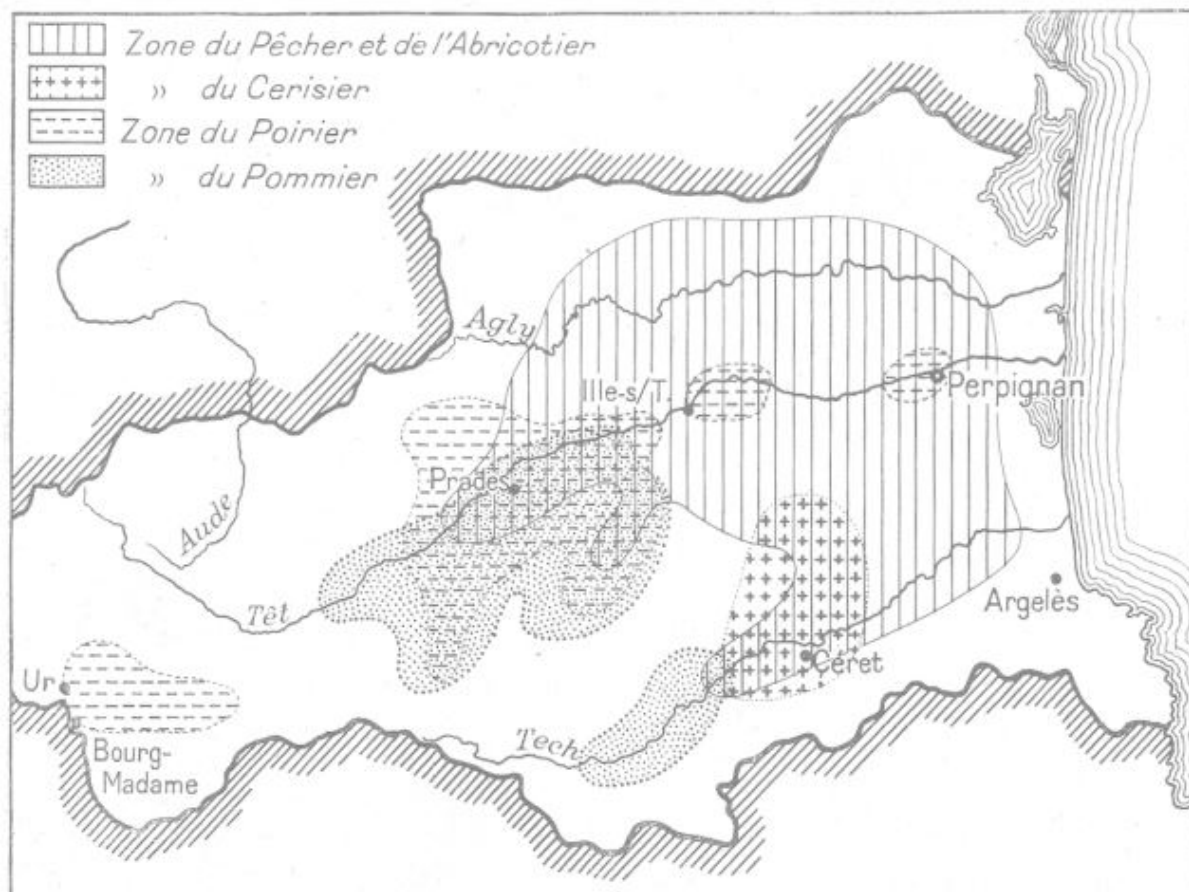 Zone du Pêcher et de l'Abricotier
» du Cerisier
Zone du Poirier
» du Pommier
Agly
Ille-s/T.
Perpignan
Prades
Aude
Têt
Argelès
Ur
Céret
Bourg-
Madame
Tech